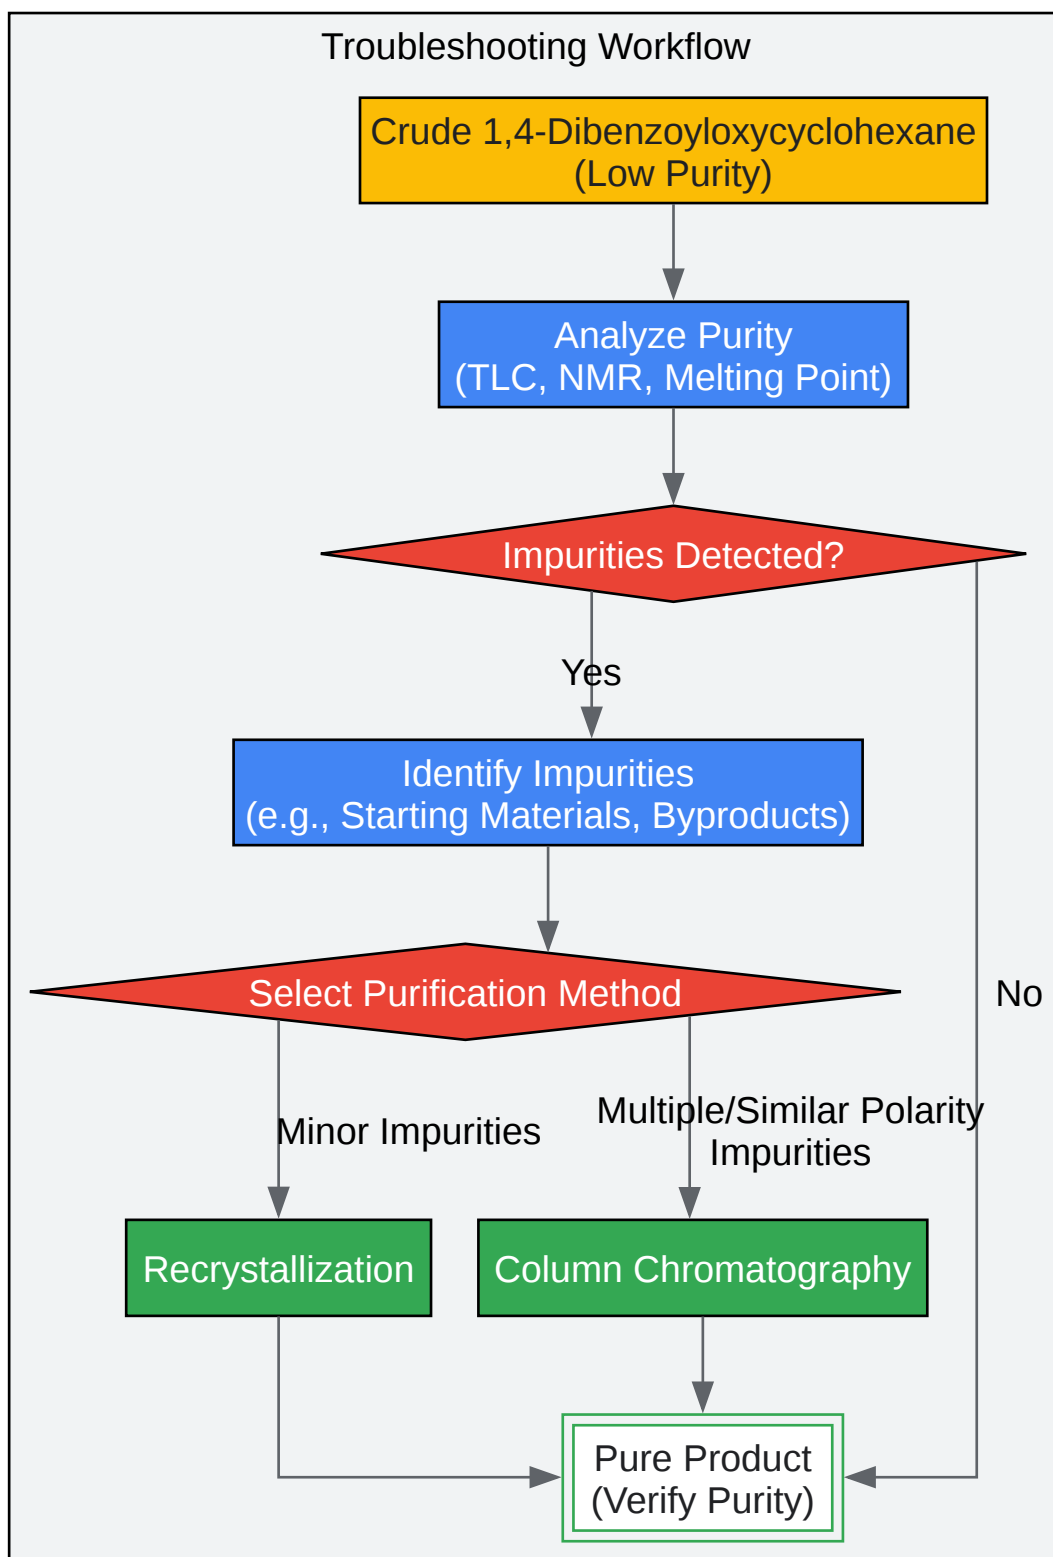 Troubleshooting Workflow
Crude 1,4-Dibenzoyloxycyclohexane
(Low Purity)
Analyze Purity
(TLC, NMR, Melting Point)
Impurities Detected?
Yes
Identify Impurities
(e.g., Starting Materials, Byproducts)
Select Purification Method
No
Minor Impurities
Multiple/Similar Polarity
Impurities
Recrystallization
Column Chromatography
Pure Product
(Verify Purity)